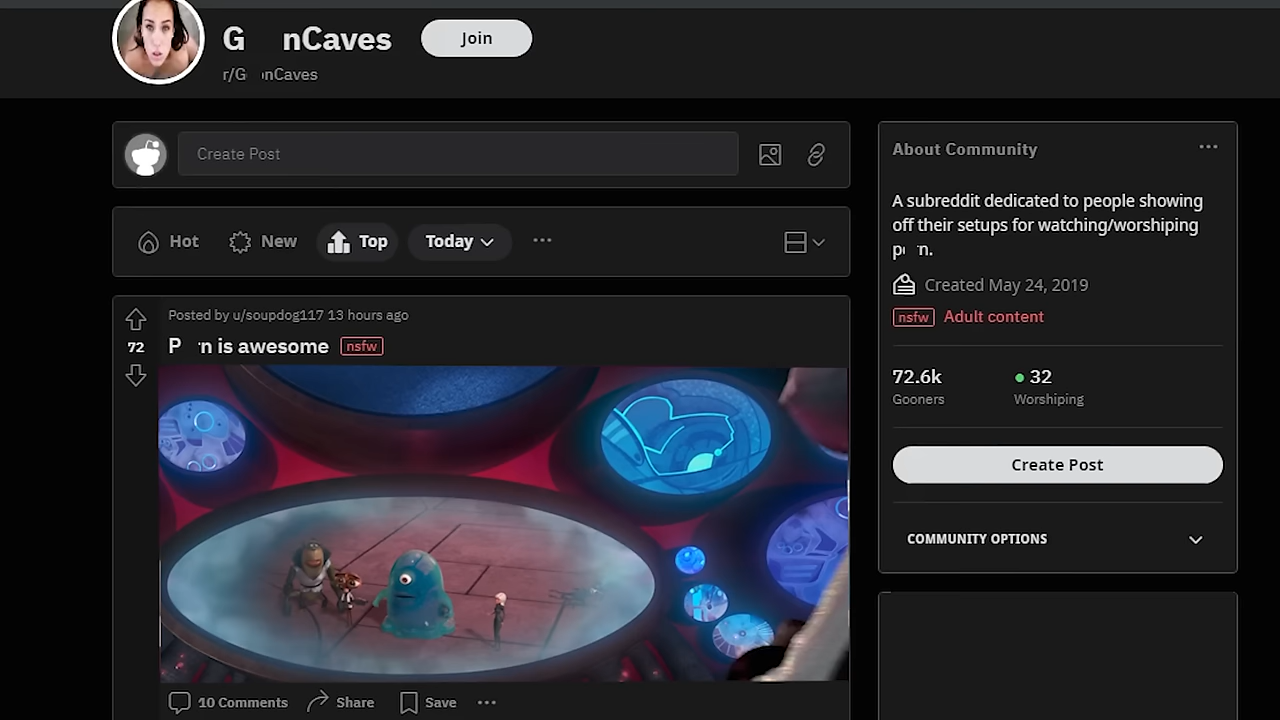 G nCaves
Join
r/G nCaves
Create Post
Hot
New
Top
Today
Posted by u/soupdog117 13 hours ago
72
P n is awesome
nsfw
10 Comments
Share
Save
About Community
A subreddit dedicated to people showing
off their setups for watching/worshiping
p n.
Created May 24, 2019
nsfw Adult content
72.6k
32
Gooners
Worshiping
Create Post
COMMUNITY OPTIONS